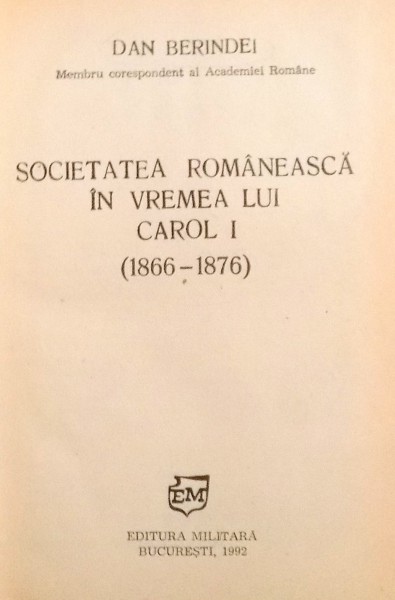 DAN BERINDEI
Membru corespondent al Academiei Române
SOCIETATEA ROMÂNEASCĂ
ÎN VREMEA LUI
CAROL I
(1866–1876)
EM
EDITURA MILITARĂ
BUCUREȘTI, 1992